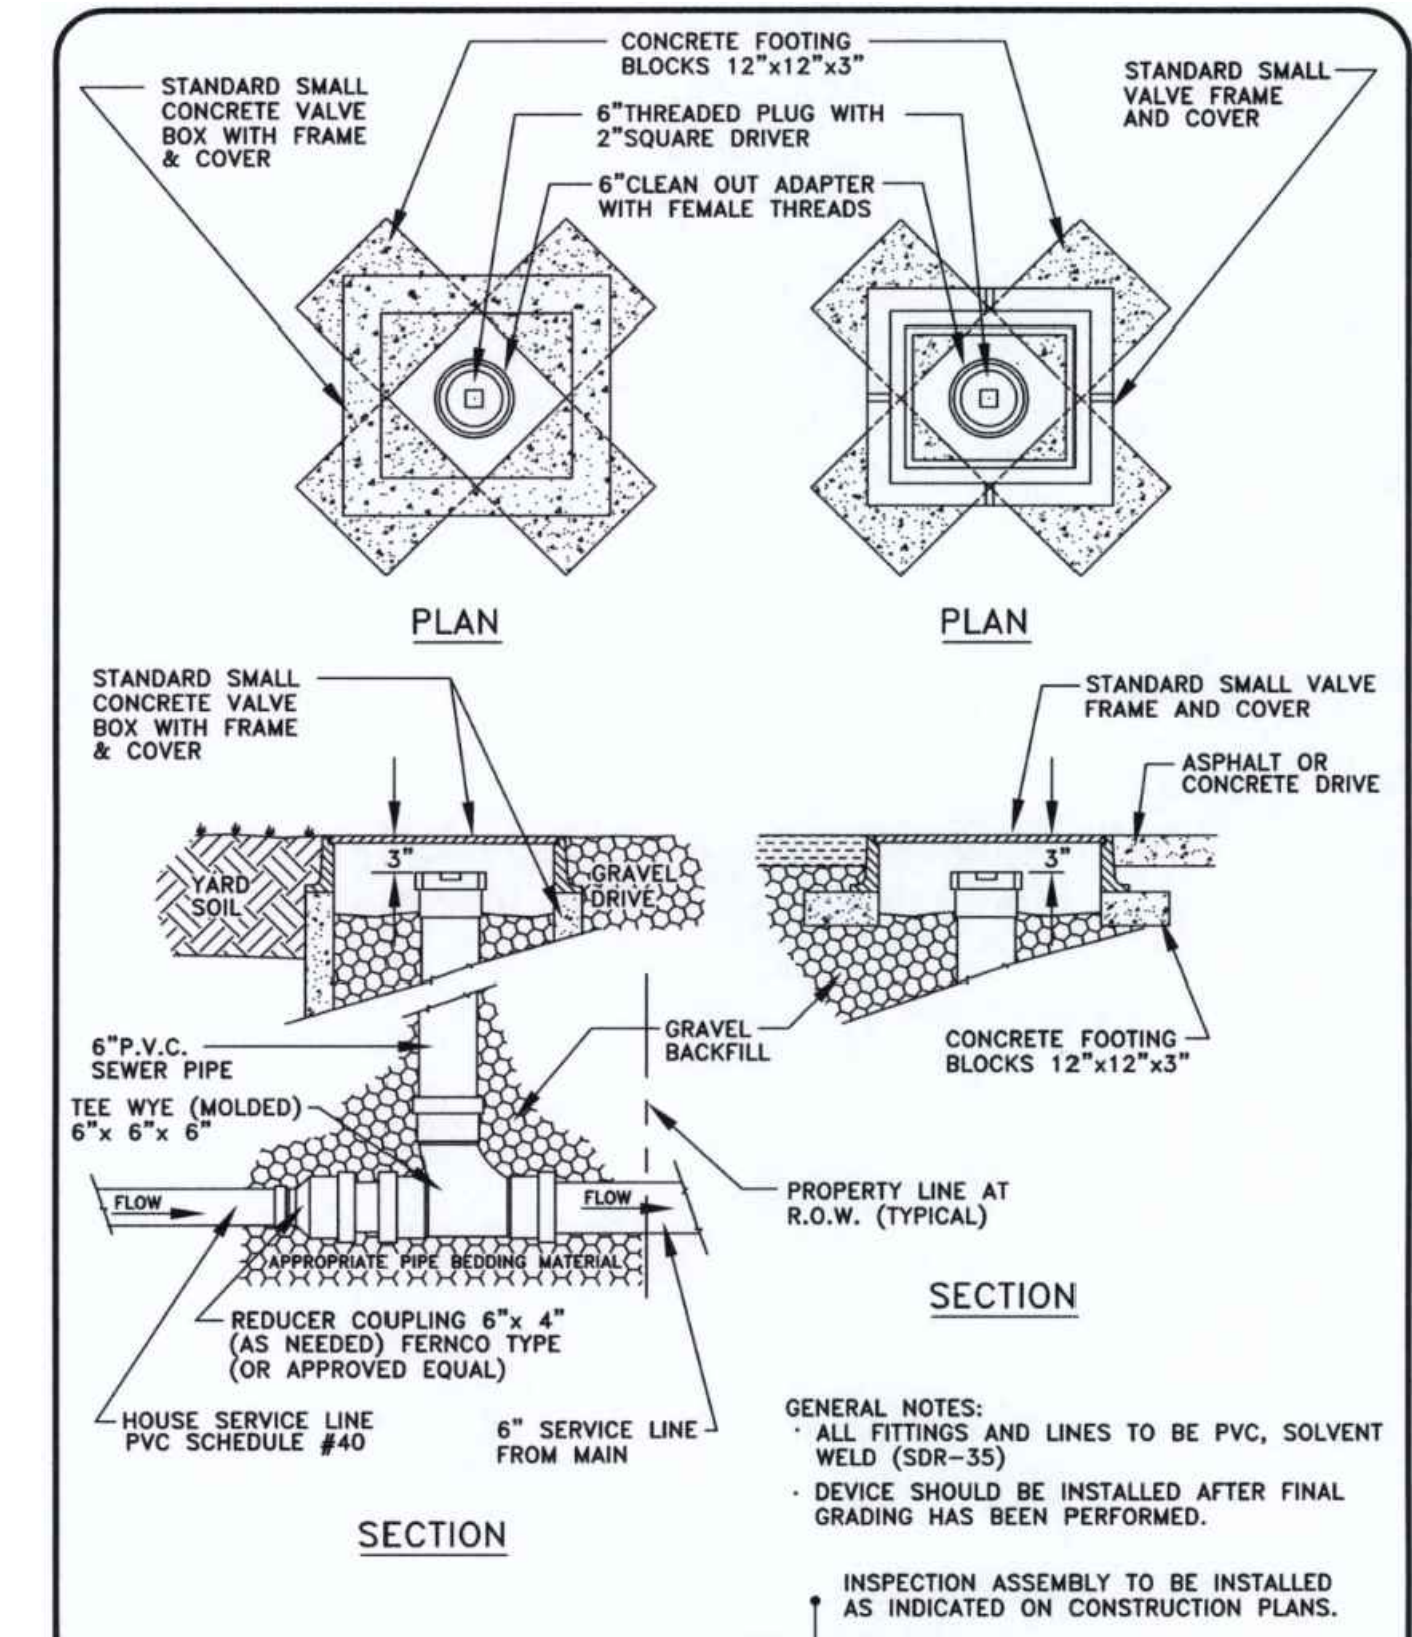 CONCRETE FOOTING
BLOCKS 12"x12"x3"
STANDARD SMALL
CONCRETE VALVE
BOX WITH FRAME
& COVER
STANDARD SMALL
VALVE FRAME
AND COVER
6"THREADED PLUG WITH
2"SQUARE DRIVER
6"CLEAN OUT ADAPTER
WITH FEMALE THREADS
PLAN
PLAN
STANDARD SMALL
CONCRETE VALVE
BOX WITH FRAME
& COVER
STANDARD SMALL VALVE
FRAME AND COVER
ASPHALT OR
CONCRETE DRIVE
3"
3"
YARD
SOIL
GRAVEL
DRIVE
6"P.V.C.
SEWER PIPE
GRAVEL
BACKFILL
CONCRETE FOOTING
BLOCKS 12"x12"x3"
TEE WYE (MOLDED)
6"x 6"x 6"
FLOW
FLOW
PROPERTY LINE AT
R.O.W. (TYPICAL)
APPROPRIATE PIPE BEDDING MATERIAL
SECTION
REDUCER COUPLING 6"x 4"
(AS NEEDED) FERNCO TYPE
(OR APPROVED EQUAL)
HOUSE SERVICE LINE
PVC SCHEDULE #40
6" SERVICE LINE
FROM MAIN
SECTION
GENERAL NOTES:
· ALL FITTINGS AND LINES TO BE PVC, SOLVENT
WELD (SDR-35)
· DEVICE SHOULD BE INSTALLED AFTER FINAL
GRADING HAS BEEN PERFORMED.
INSPECTION ASSEMBLY TO BE INSTALLED
AS INDICATED ON CONSTRUCTION PLANS.